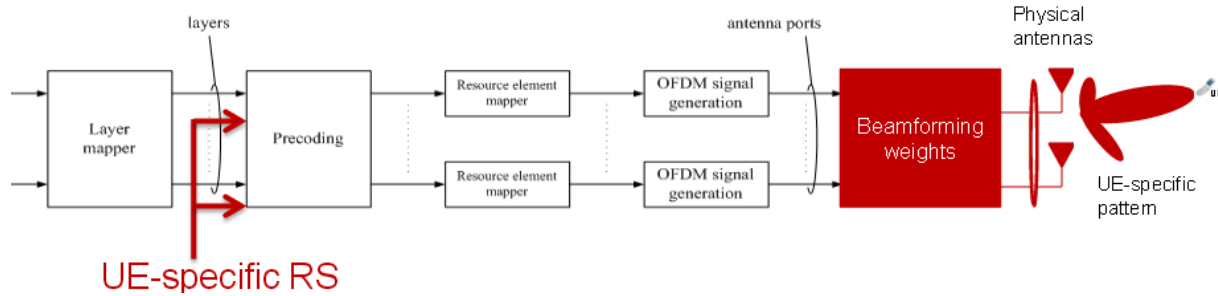 layers
antenna ports
Physical
antennas
Layer
mapper
Precoding
Resource element
mapper
OFDM signal
generation
Resource element
mapper
OFDM signal
generation
Beamforming
weights
UE-specific
pattern
UE-specific RS